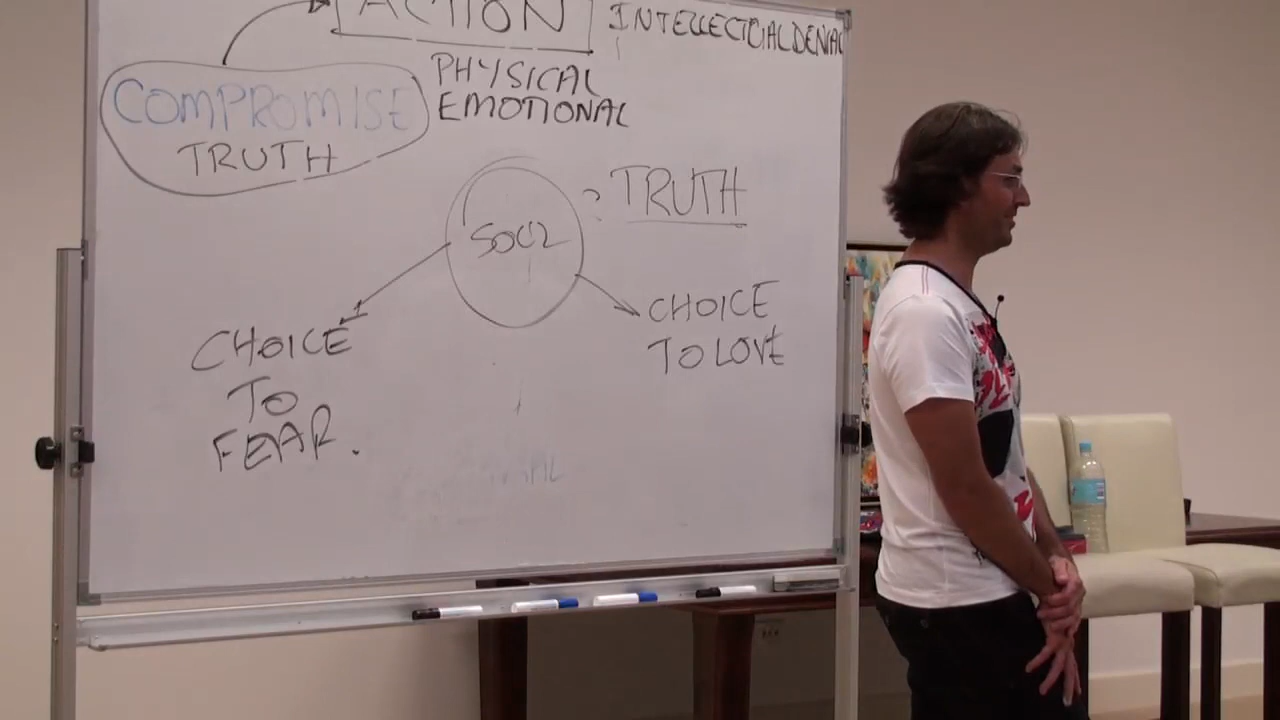 ACTION
INTELLECTUAL DENIAL
PHYSICAL
EMOTIONAL
COMPROMISE
TRUTH
? TRUTH
SOUL
CHOICE
TO LOVE
CHOICE
TO
FEAR.